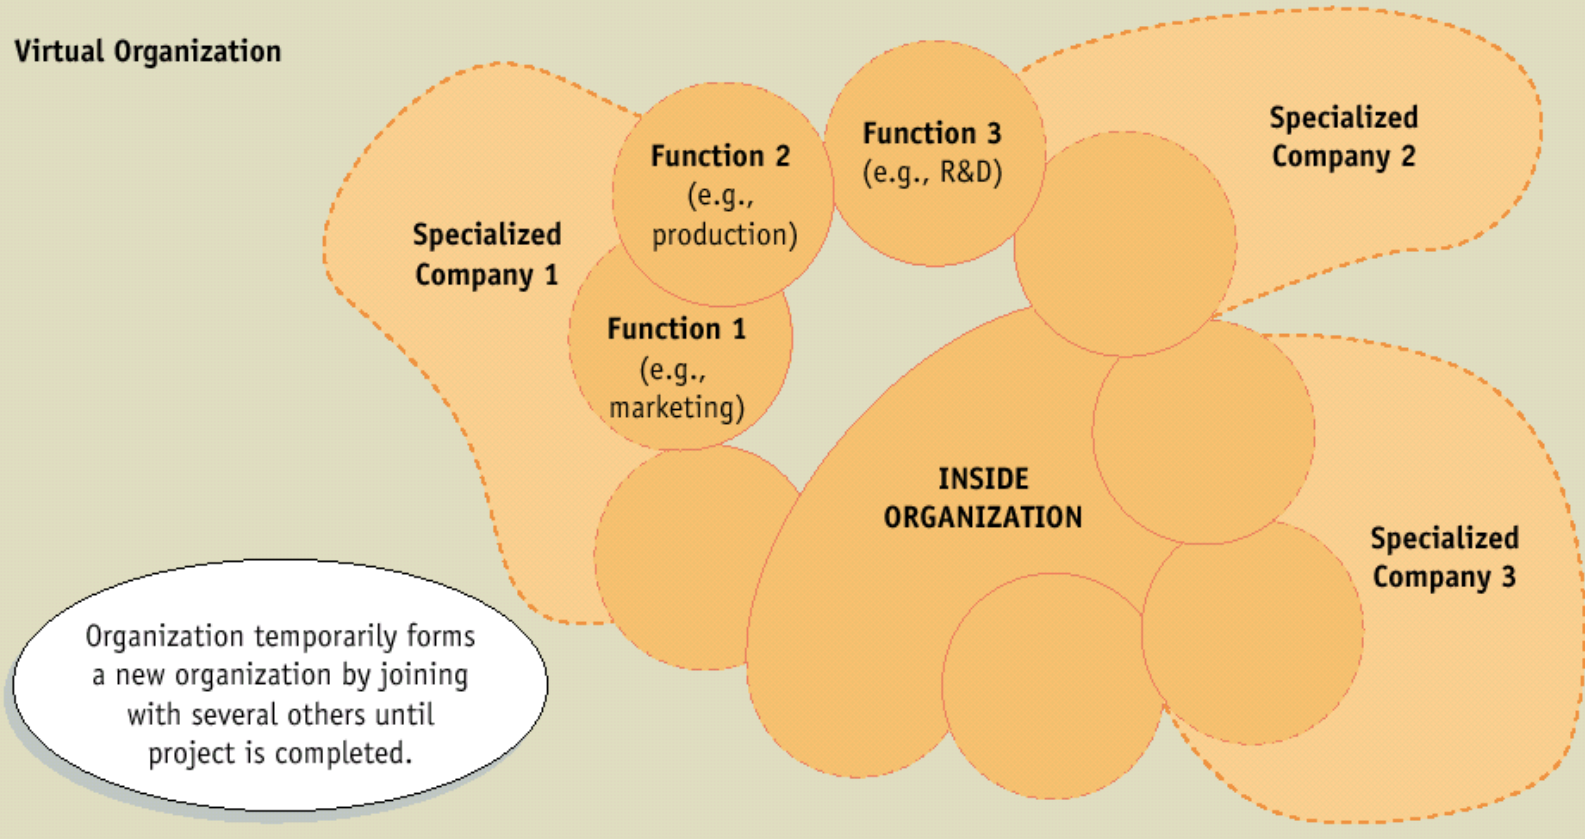 Virtual Organization
Specialized
Company 1
Function 2
(e.g.,
production)
Function 1
(e.g.,
marketing)
Function 3
(e.g., R&D)
Specialized
Company 2
INSIDE
ORGANIZATION
Specialized
Company 3
Organization temporarily forms
a new organization by joining
with several others until
project is completed.